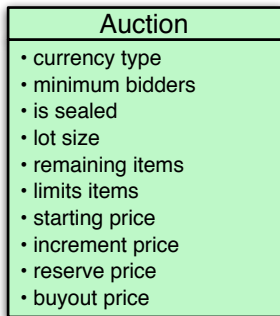 Auction
• currency type
• minimum bidders
• is sealed
• lot size
• remaining items
• limits items
• starting price
• increment price
• reserve price
• buyout price